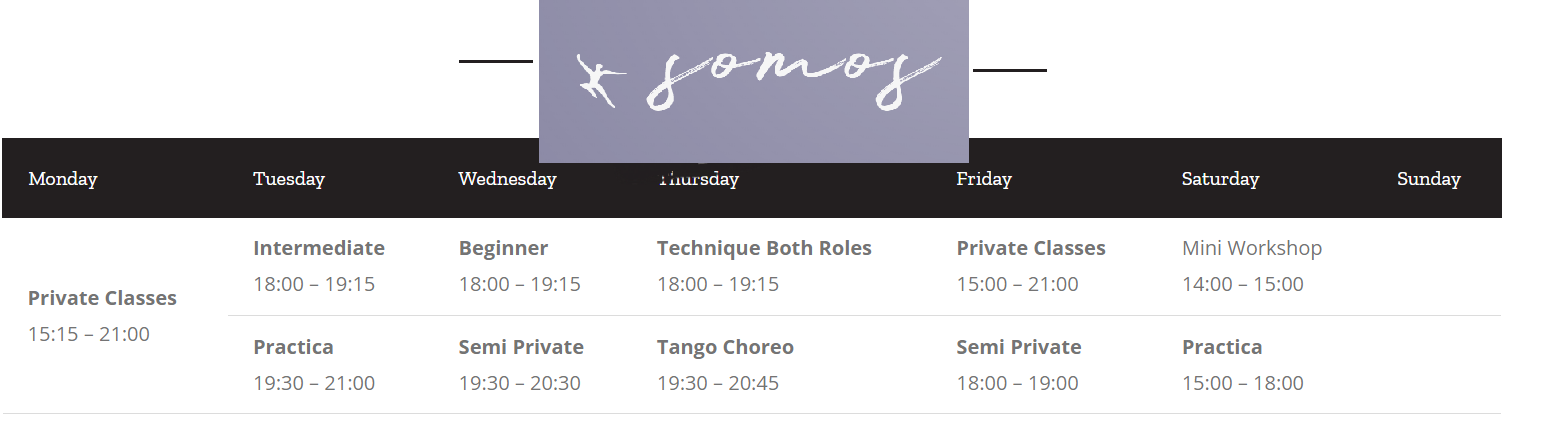 somos
Monday Tuesday Wednesday Thursday Friday Saturday Sunday
Intermediate Beginner Technique Both Roles Private Classes Mini Workshop
18:00 – 19:15 18:00 – 19:15 18:00 – 19:15 15:00 – 21:00 14:00 – 15:00
Private Classes
15:15 – 21:00
Practica Semi Private Tango Choreo Semi Private Practica
19:30 – 21:00 19:30 – 20:30 19:30 – 20:45 18:00 – 19:00 15:00 – 18:00